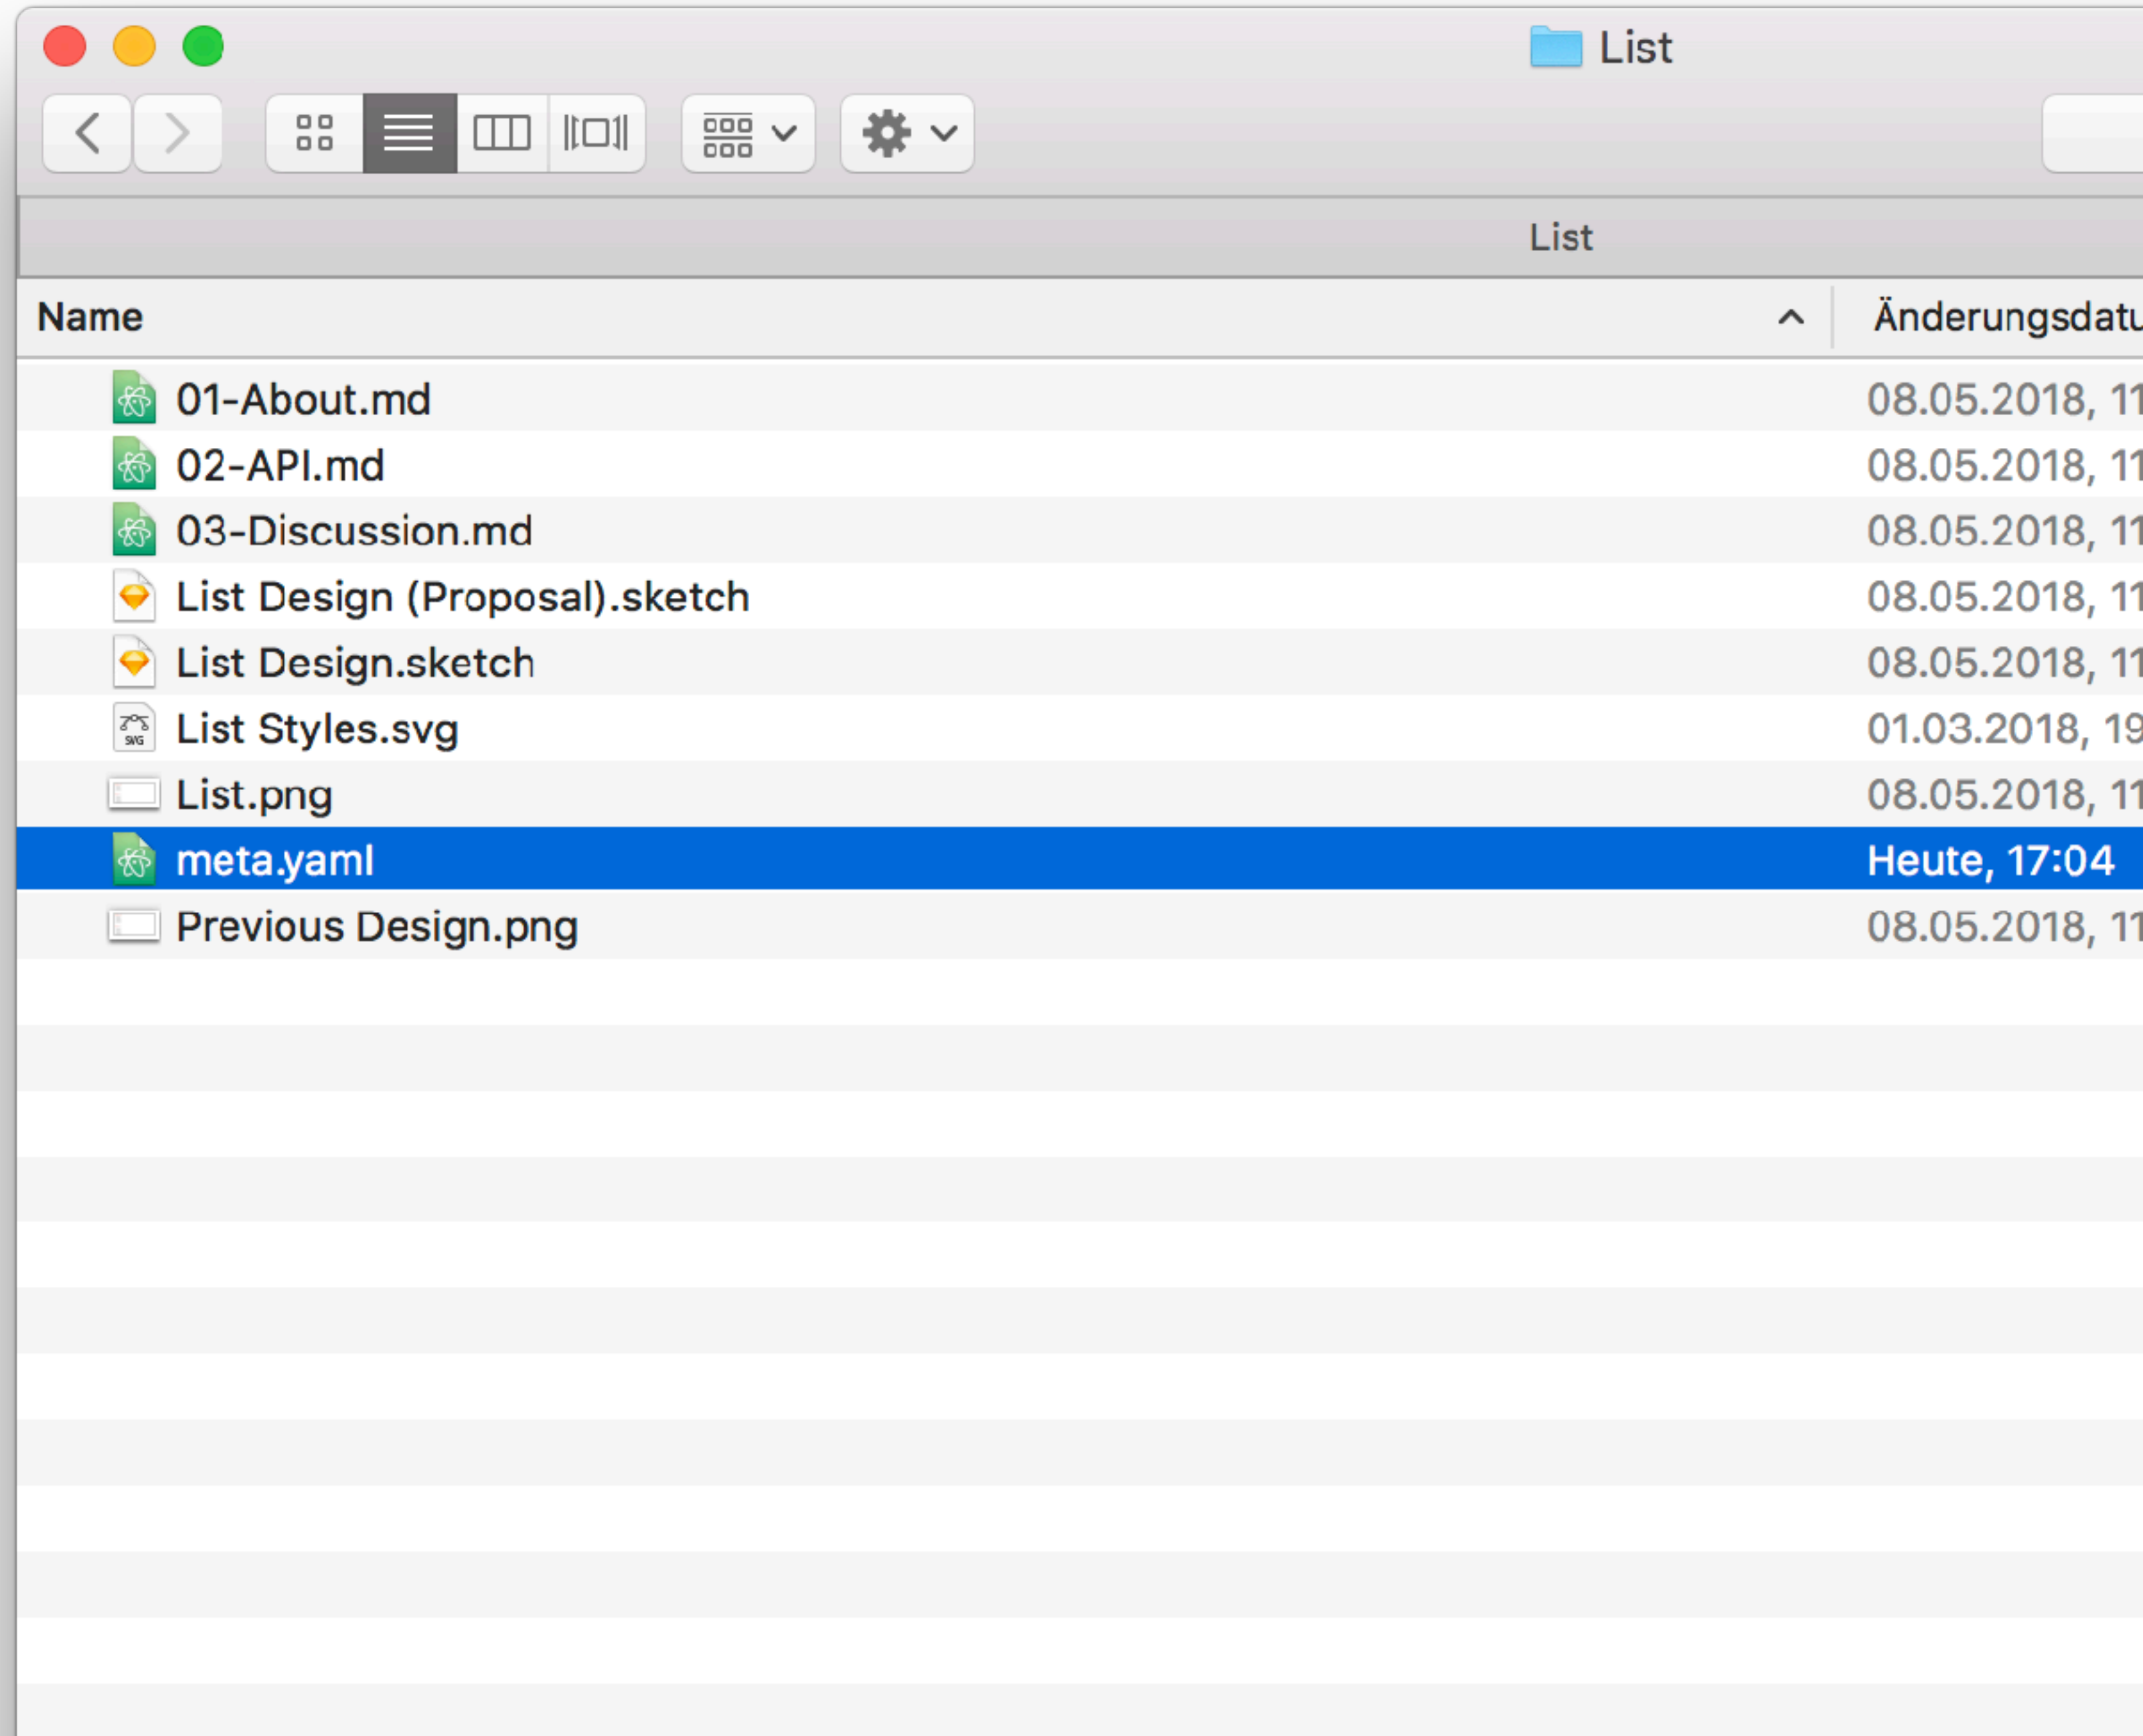 List
List
Name Änderungsdatu
01-About.md 08.05.2018, 11
02-API.md 08.05.2018, 11
03-Discussion.md 08.05.2018, 11
List Design (Proposal).sketch 08.05.2018, 11
List Design.sketch 08.05.2018, 11
SVG List Styles.svg 01.03.2018, 19
List.png 08.05.2018, 11
meta.yaml Heute, 17:04
Previous Design.png 08.05.2018, 11